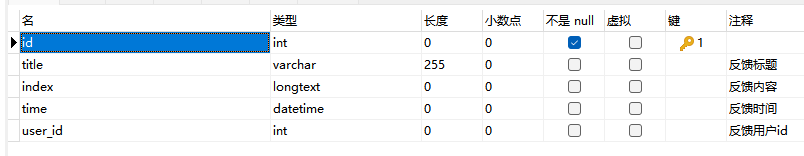 名 类型 长度 小数点 不是 null 虚拟 键 注释
id int 0 0 1
title varchar 255 0 反馈标题
index longtext 0 0 反馈内容
time datetime 0 0 反馈时间
user_id int 0 0 反馈用户id